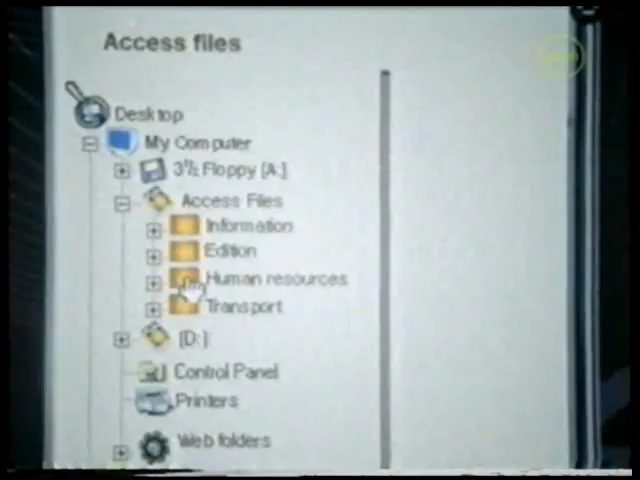 Access files
Desktop
My Computer
3½ Floppy [A:]
Access Files
Information
Edition
Human resources
Transport
[D:]
Control Panel
Printers
Web folders